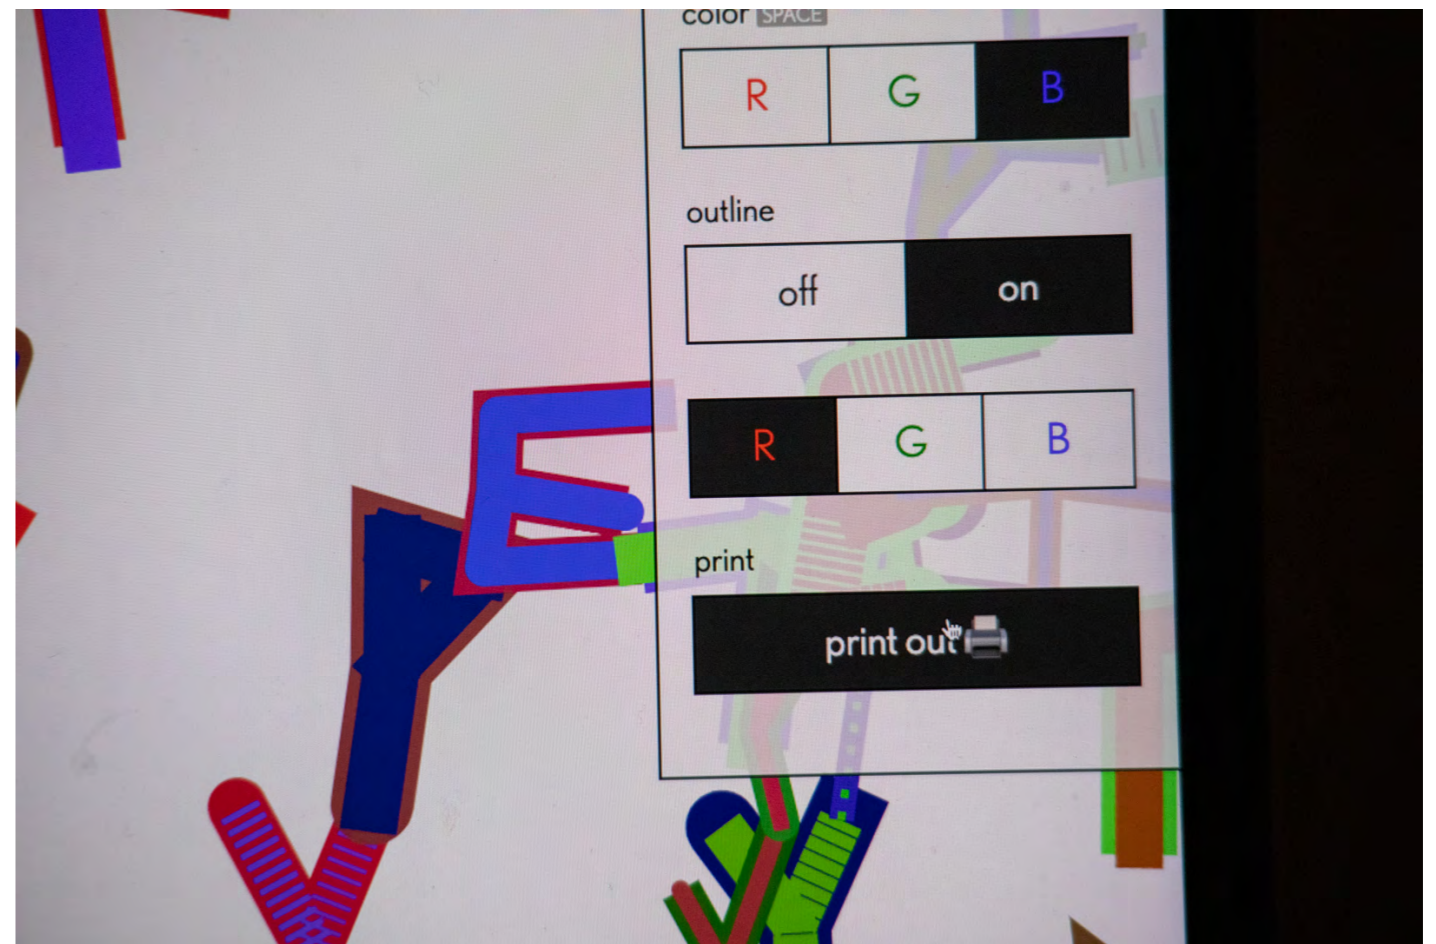 color SPACE
R G B
outline
off on
R G B
print
print out
E
Y
Y
Y